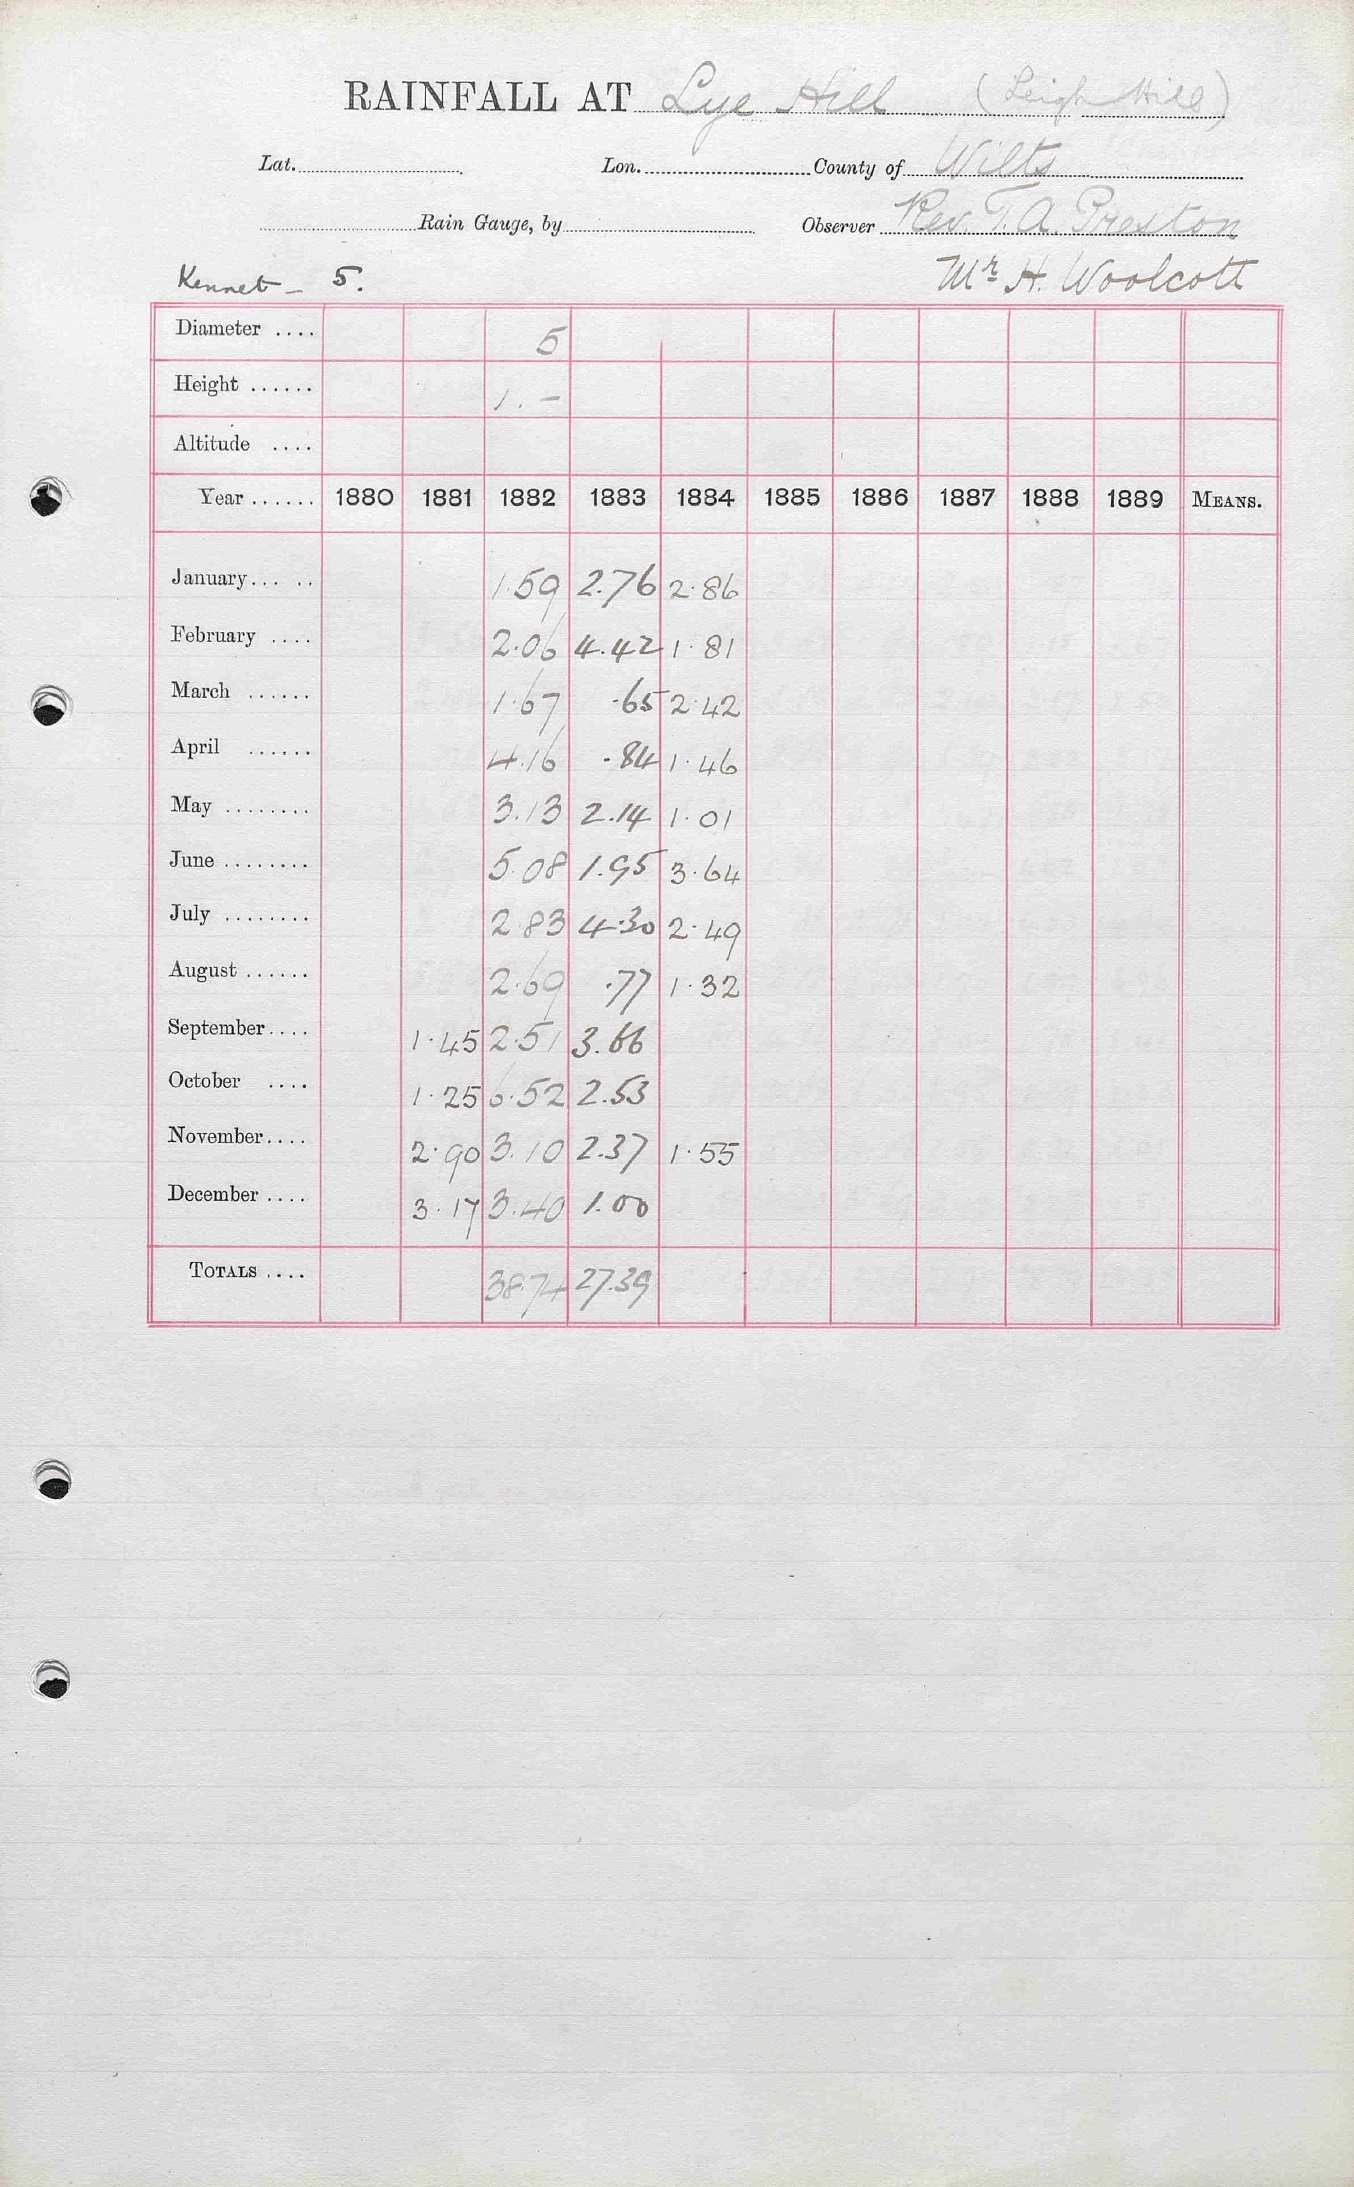 RAINFALL AT Lye Hill (Leigh Hill)
Lat. Lon. County of Wilts
Rain Gauge, by Observer Rev. T. A. Preston
Kennet - 5. Mr H. Woolcott
Diameter .... 5
Height ...... 1. -
Altitude ....
Year ...... 1880 1881 1882 1883 1884 1885 1886 1887 1888 1889 MEANS.
January... .. 1.59 2.76 2.86
February .... 2.06 4.42 1.81
March ...... 1.67 .65 2.42
April ...... 4.16 .84 1.46
May ........ 3.13 2.14 1.01
June ........ 5.08 1.95 3.64
July ........ 2.83 4.30 2.49
August ...... 2.69 .77 1.32
September.... 1.45 2.51 3.66
October .... 1.25 6.52 2.53
November.... 2.90 3.10 2.37 1.55
December .... 3.17 3.40 1.00
TOTALS .... 38.74 27.39